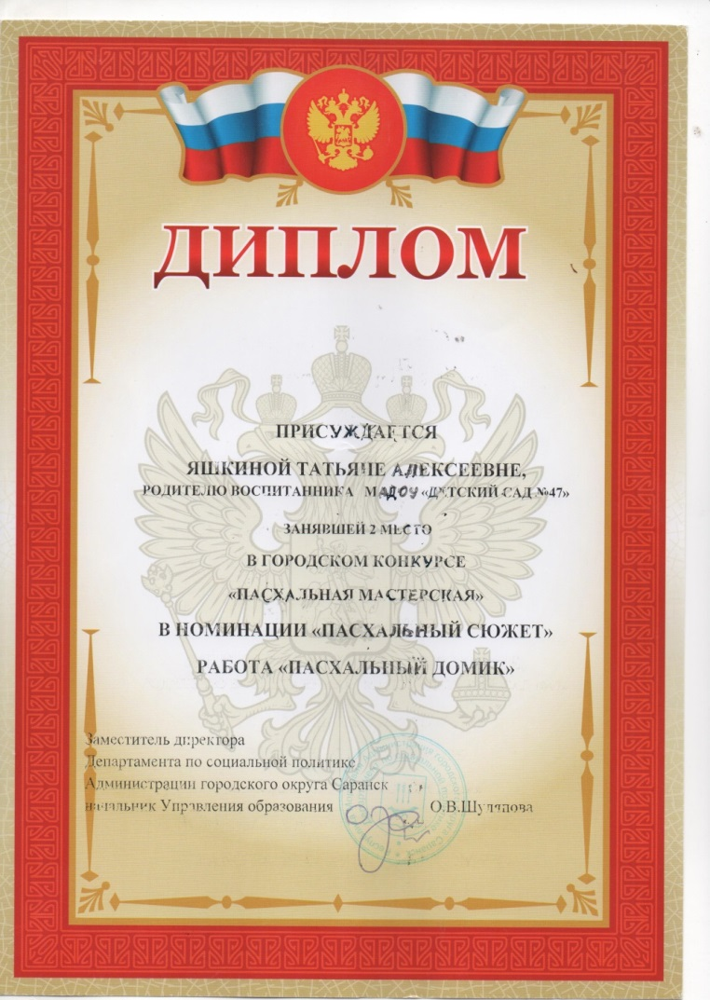 ДИПЛОМ
ПРИСУЖДАЕТСЯ
ЯШКИНОЙ ТАТЬЯНЕ АЛЕКСЕЕВНЕ,
РОДИТЕЛЮ ВОСПИТАННИКА МАДОУ «ДЕТСКИЙ САД №47»
ЗАНЯВШЕЙ 2 МЕСТО
В ГОРОДСКОМ КОНКУРСЕ
«ПАСХАЛЬНАЯ МАСТЕРСКАЯ»
В НОМИНАЦИИ «ПАСХАЛЬНЫЙ СЮЖЕТ»
РАБОТА «ПАСХАЛЬНЫЙ ДОМИК»
Заместитель директора
Департамента по социальной политике
Администрации городского округа Саранск
начальник Управления образования О.В.Шуляпова